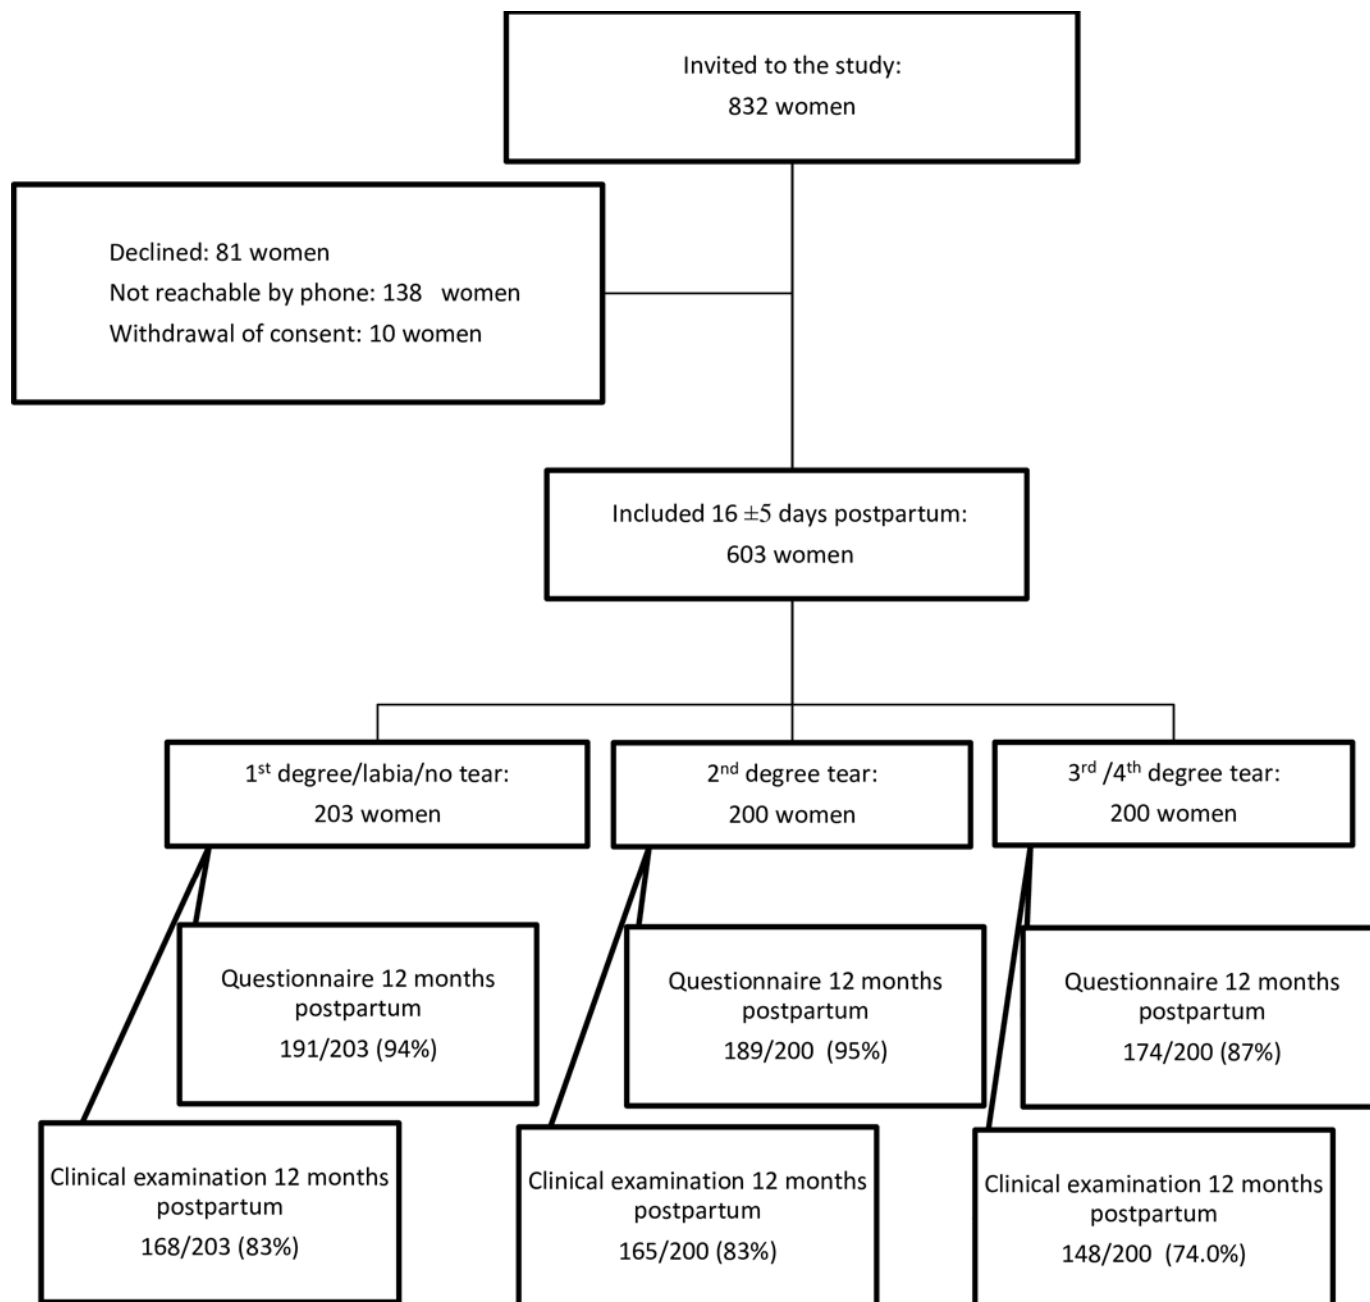 Invited to the study:
832 women
Declined: 81 women
Not reachable by phone: 138 women
Withdrawal of consent: 10 women
Included 16 ±5 days postpartum:
603 women
1st degree/labia/no tear:
203 women
2nd degree tear:
200 women
3rd /4th degree tear:
200 women
Questionnaire 12 months
postpartum
191/203 (94%)
Questionnaire 12 months
postpartum
189/200 (95%)
Questionnaire 12 months
postpartum
174/200 (87%)
Clinical examination 12 months
postpartum
168/203 (83%)
Clinical examination 12 months
postpartum
165/200 (83%)
Clinical examination 12 months
postpartum
148/200 (74.0%)